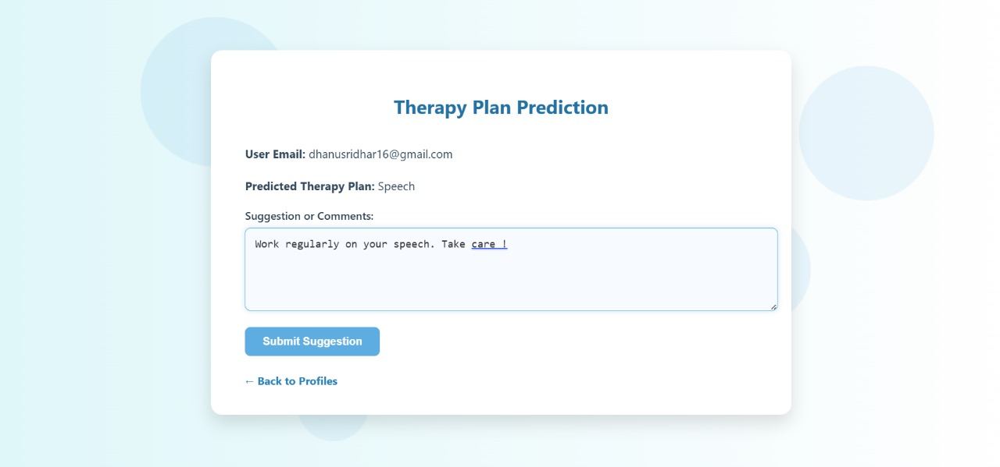 Therapy Plan Prediction
User Email: dhanusridhar16@gmail.com
Predicted Therapy Plan: Speech
Suggestion or Comments:
Work regularly on your speech. Take care !
Submit Suggestion
← Back to Profiles